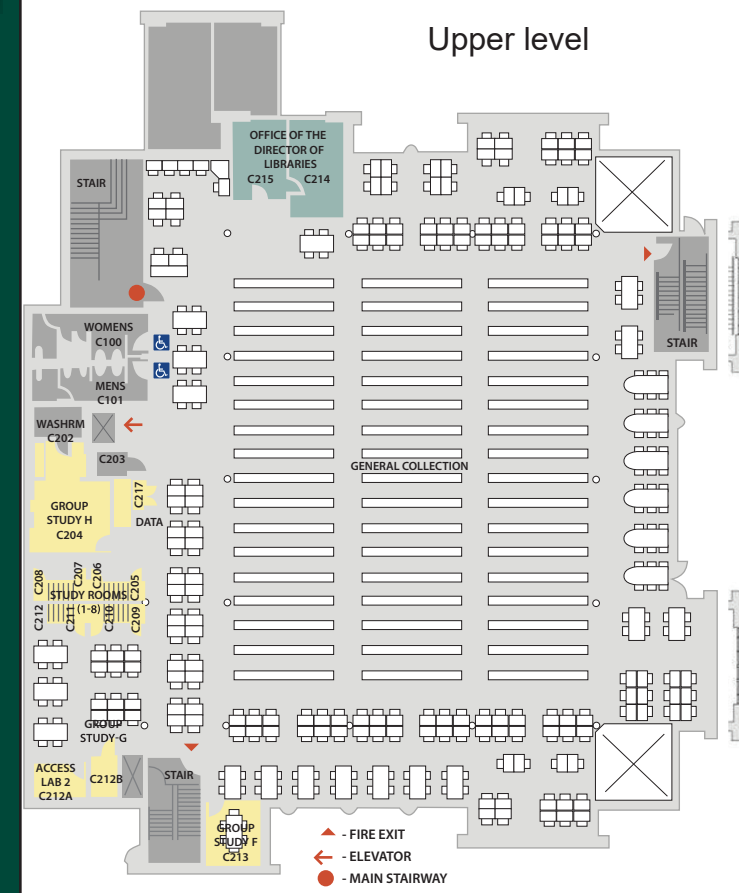 Upper level
OFFICE OF THE
DIRECTOR OF
LIBRARIES
C215 C214
STAIR
STAIR
WOMENS
C100
MENS
C101
WASHRM
C202
C203
GENERAL COLLECTION
C217
GROUP
STUDY H
C204
DATA
C208
C207
C206
C205
STUDY ROOMS
(1-8)
C212
C211
C210
C209
GROUP
STUDY-G
ACCESS
LAB 2
C212A
C212B
STAIR
GROUP
STUDY F
C213
- FIRE EXIT
- ELEVATOR
- MAIN STAIRWAY